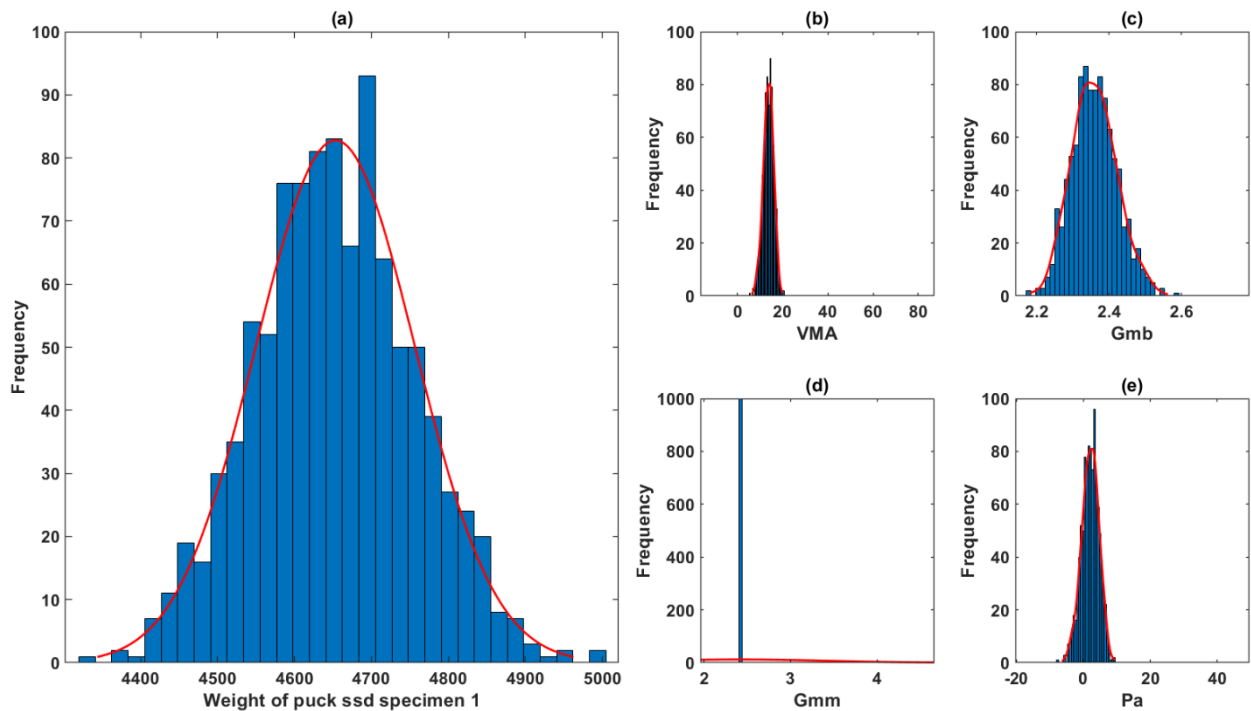 (a)
100
90
80
70
60
50
40
30
20
10
0
Frequency
4400 4500 4600 4700 4800 4900 5000
Weight of puck ssd specimen 1
(b)
100
80
60
40
20
0
Frequency
0 20 40 60 80
VMA
(c)
100
80
60
40
20
0
Frequency
2.2 2.4 2.6
Gmb
(d)
1000
800
600
400
200
0
Frequency
2 3 4
Gmm
(e)
100
80
60
40
20
0
Frequency
-20 0 20 40
Pa